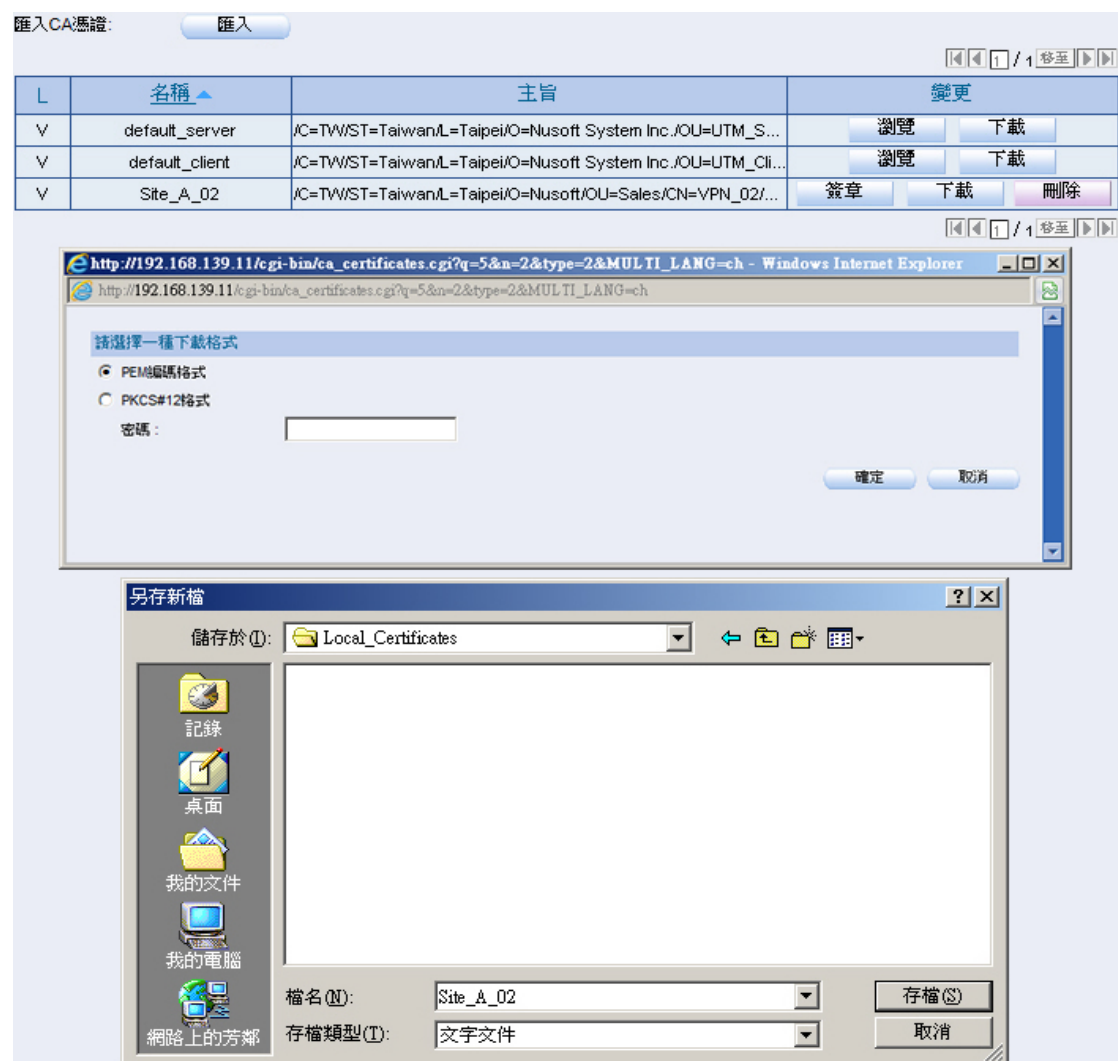 匯入CA憑證: 匯入
1 / 1 移至
L 名稱 主旨 變更
V default_server /C=TW/ST=Taiwan/L=Taipei/O=Nusoft System Inc./OU=UTM_S... 瀏覽 下載
V default_client /C=TW/ST=Taiwan/L=Taipei/O=Nusoft System Inc./OU=UTM_Cli... 瀏覽 下載
V Site_A_02 /C=TW/ST=Taiwan/L=Taipei/O=Nusoft/OU=Sales/CN=VPN_02/... 簽章 下載 刪除
1 / 1 移至
http://192.168.139.11/cgi-bin/ca_certificates.cgi?q=5&n=2&type=2&MULTI_LANG=ch - Windows Internet Explorer
http://192.168.139.11/cgi-bin/ca_certificates.cgi?q=5&n=2&type=2&MULTI_LANG=ch
請選擇一種下載格式
PEM編碼格式
PKCS#12格式
密碼 :
確定 取消
另存新檔
儲存於(I): Local_Certificates
記錄
桌面
我的文件
我的電腦
網路上的芳鄰
檔名(N): Site_A_02 存檔(S)
存檔類型(T): 文字文件 取消